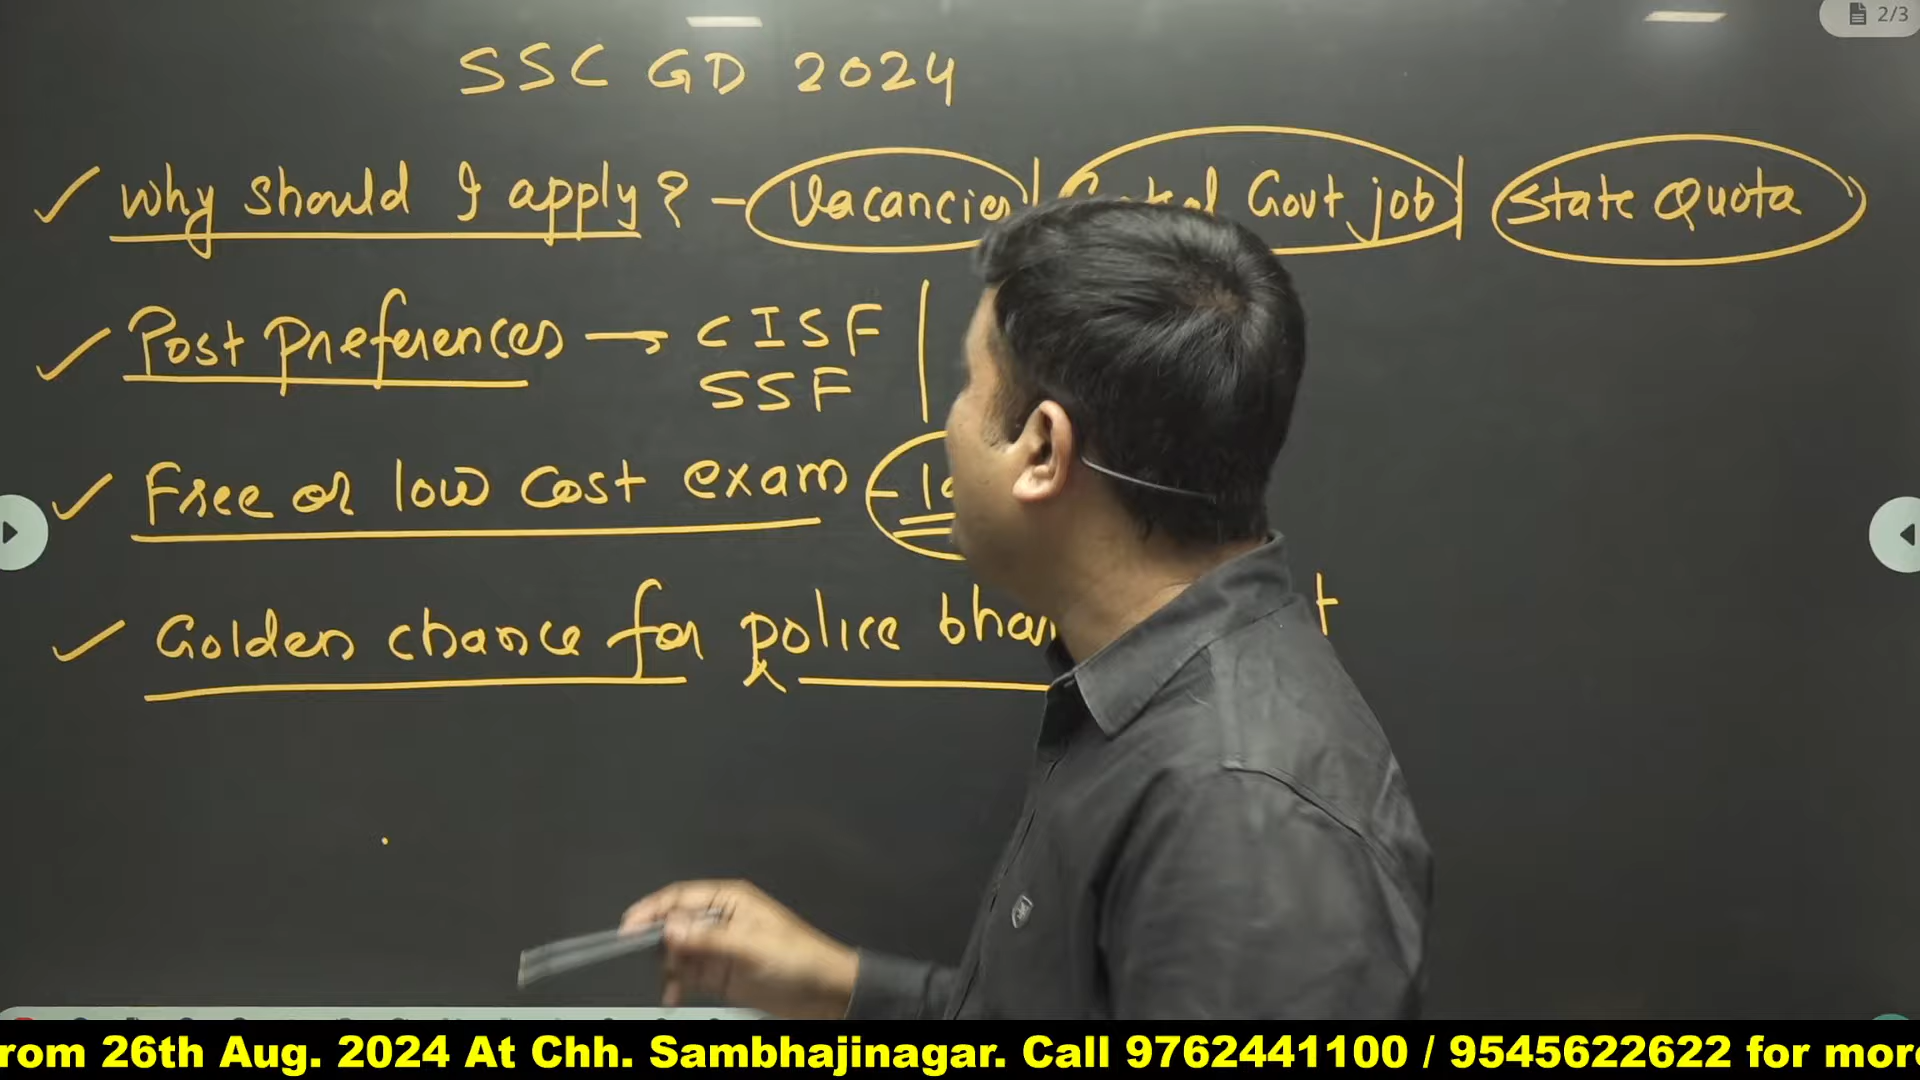 2/3
SSC GD 2024
Why should I apply? - Vacancies | Govt job | State Quota
Post Preferences → CISF |
SSF
Free or low cost exam -
Golden chance for police
rom 26th Aug. 2024 At Chh. Sambhajinagar. Call 9762441100 / 9545622622 for more